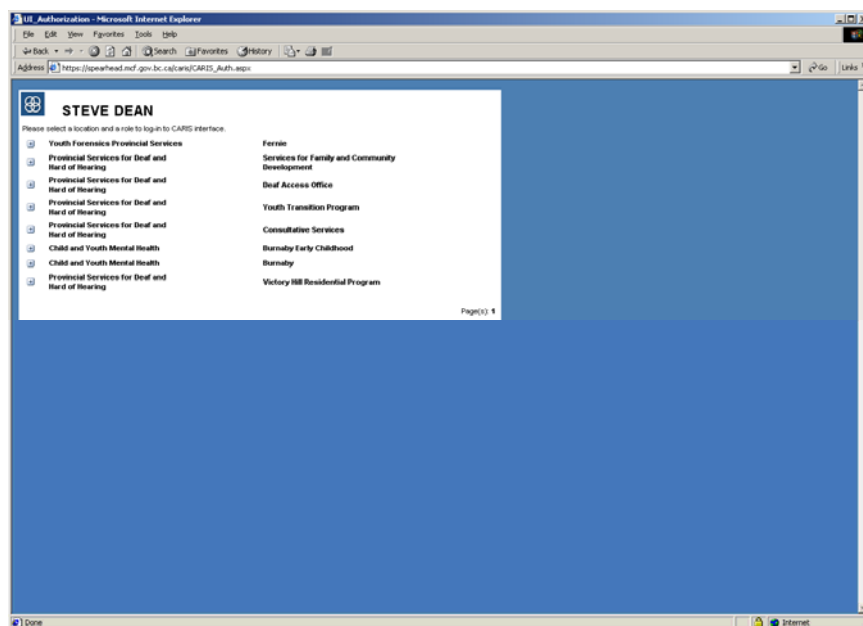 UI_Authorization - Microsoft Internet Explorer
File Edit View Favorites Tools Help
Back Search Favorites History
Address https://spearhead.mcf.gov.bc.ca/caris/CARIS_Auth.aspx Go Links
STEVE DEAN
Please select a location and a role to log-in to CARIS interface.
Youth Forensics Provincial Services Fernie
Provincial Services for Deaf and Services for Family and Community
Hard of Hearing Development
Provincial Services for Deaf and Deaf Access Office
Hard of Hearing
Provincial Services for Deaf and Youth Transition Program
Hard of Hearing
Provincial Services for Deaf and Consultative Services
Hard of Hearing
Child and Youth Mental Health Burnaby Early Childhood
Child and Youth Mental Health Burnaby
Provincial Services for Deaf and Victory Hill Residential Program
Hard of Hearing
Page(s): 1
Done Internet